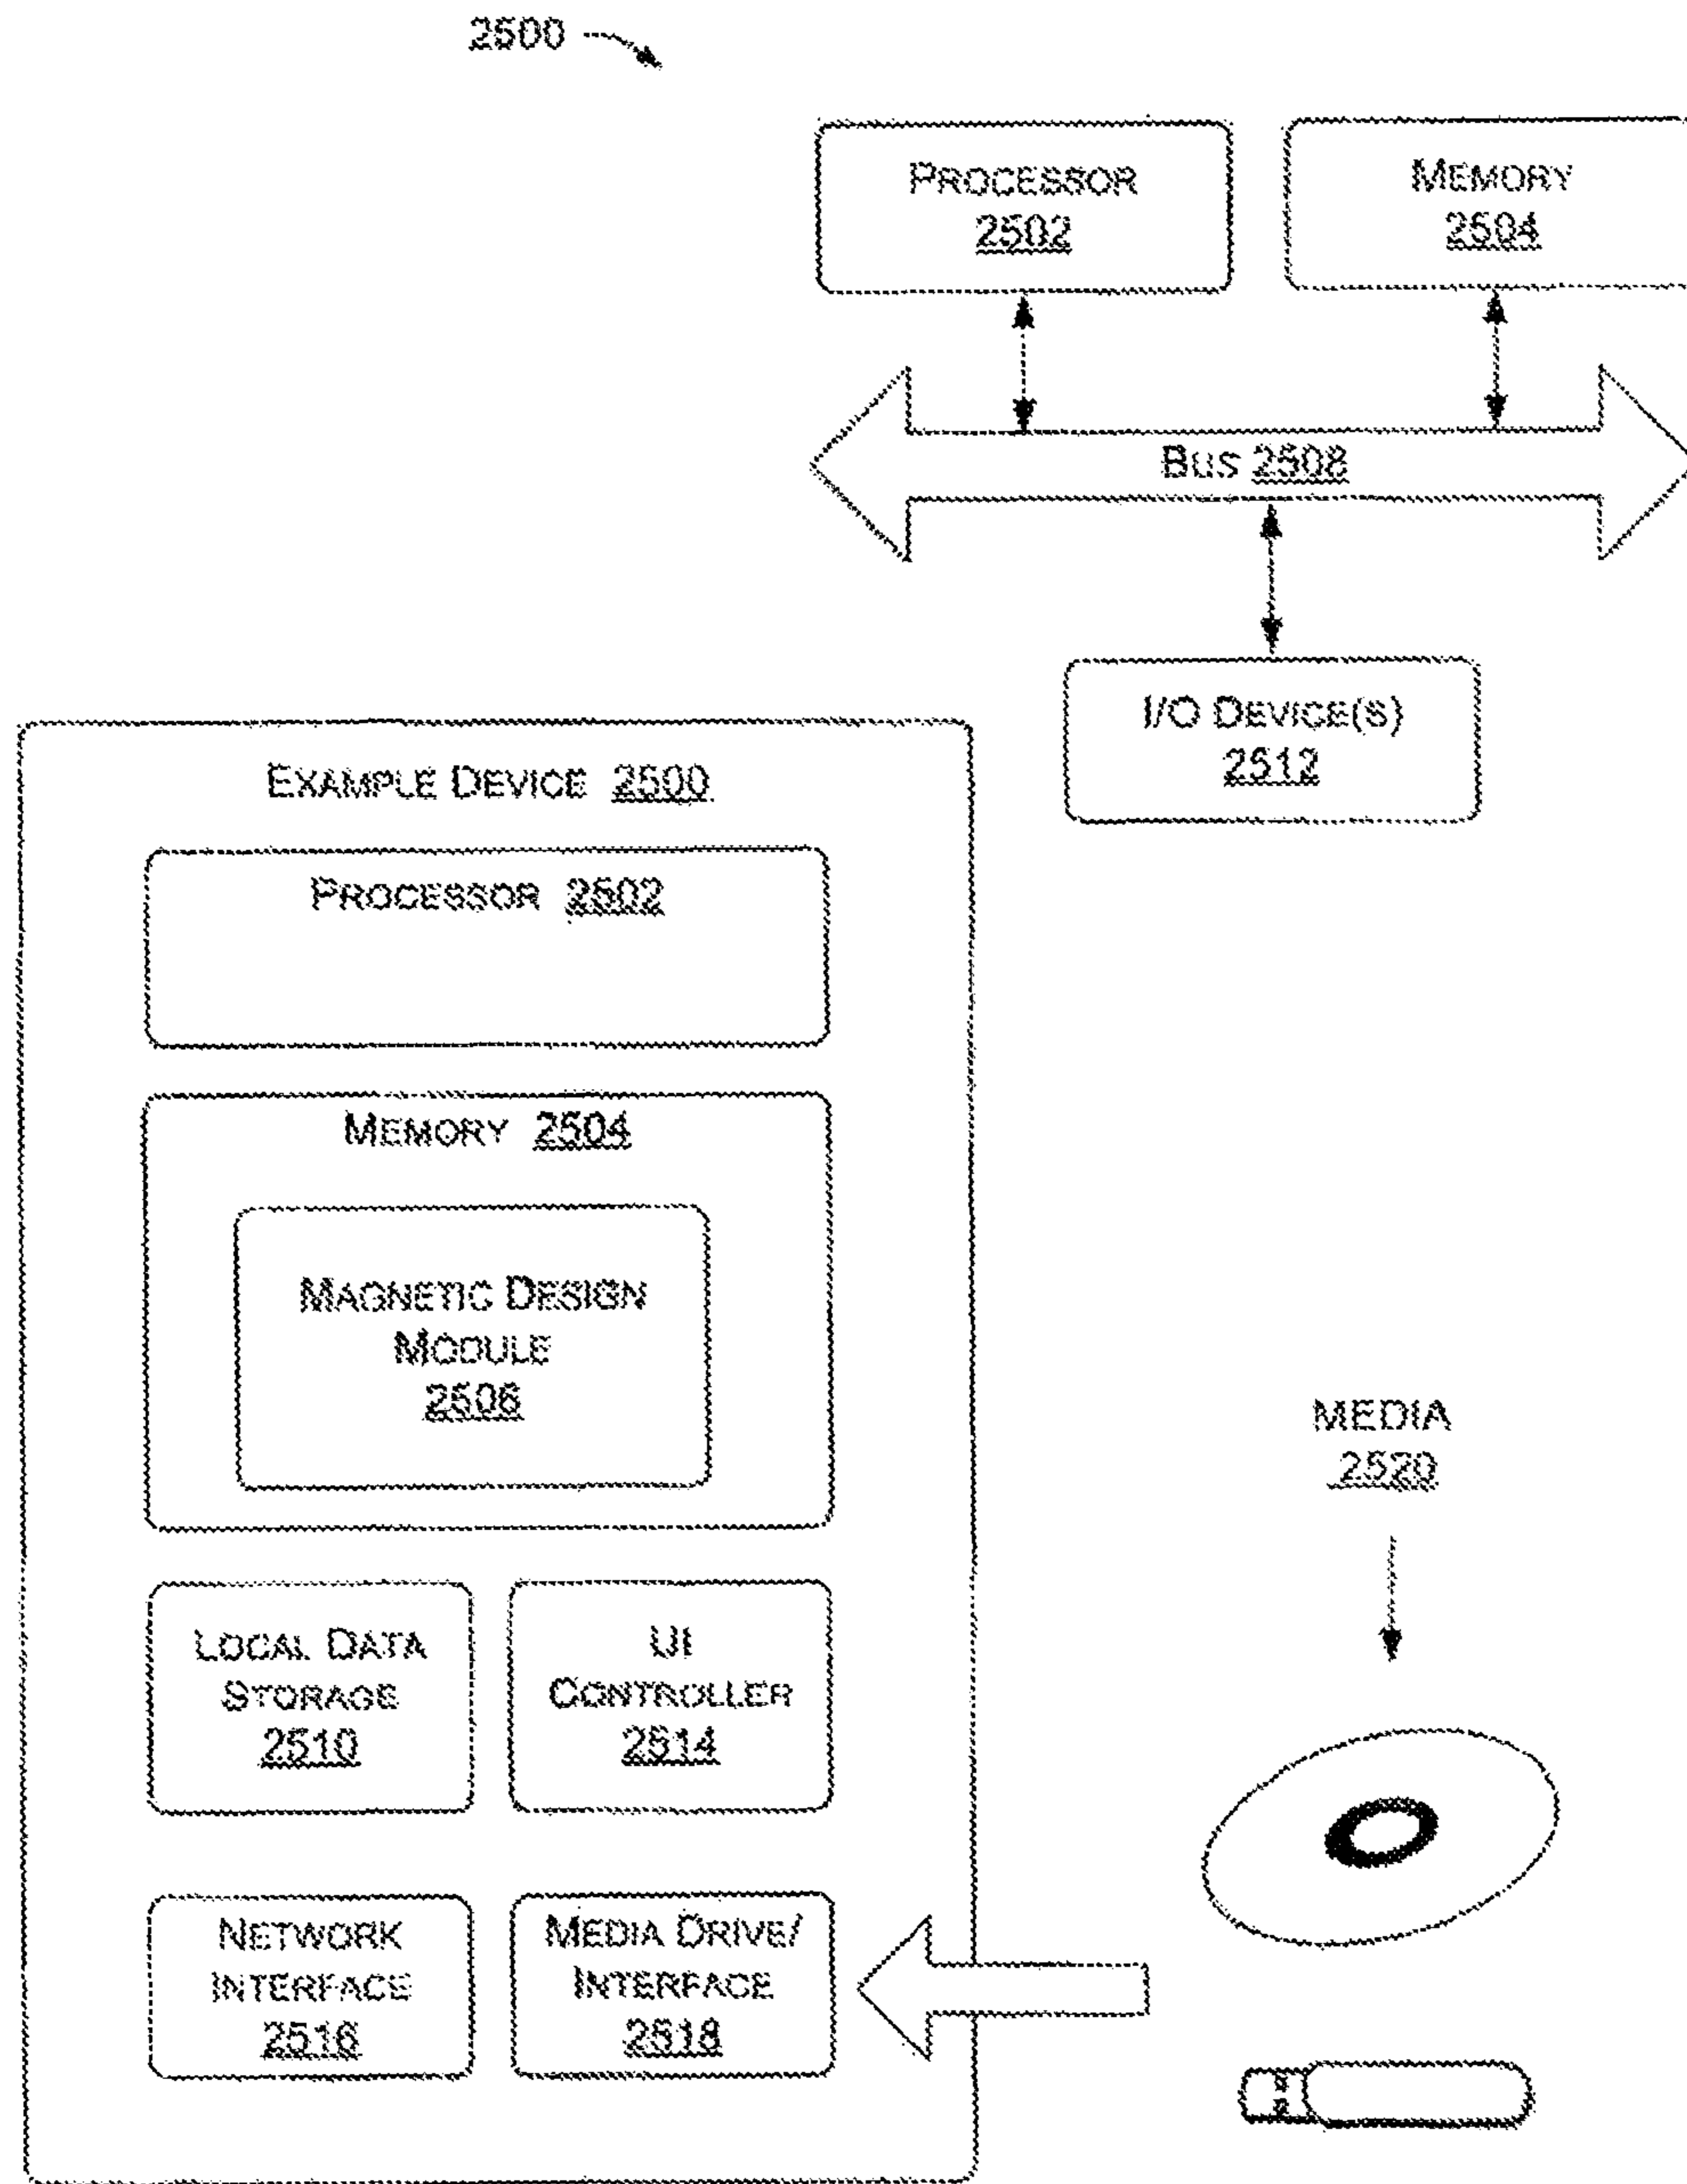 2500
PROCESSOR
2502
MEMORY
2504
BUS 2508
I/O DEVICE(S)
2512
EXAMPLE DEVICE 2500
PROCESSOR 2502
MEMORY 2504
MAGNETIC DESIGN
MODULE
2506
MEDIA
2520
LOCAL DATA
STORAGE
2510
UI
CONTROLLER
2514
NETWORK
INTERFACE
2516
MEDIA DRIVE/
INTERFACE
2518